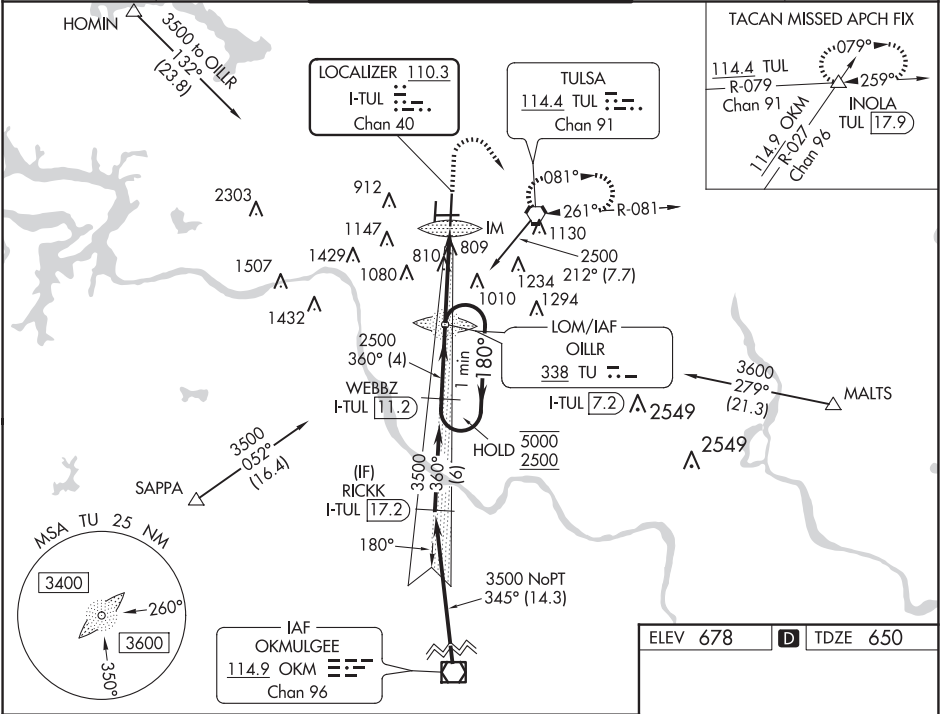 HOMIN
3500 to OILLR
132°
(23.8)
LOCALIZER 110.3
I-TUL
Chan 40
TULSA
114.4 TUL
Chan 91
TACAN MISSED APCH FIX
079°
259°
114.4 TUL
R-079
Chan 91
INOLA
TUL 17.9
114.9 OKM
R-027
Chan 96
081°
261°
R-081
2303
912
IM
1130
1147
809
810
1429
1080
2500
212° (7.7)
1507
1234
1010
1294
1432
LOM/IAF
OILLR
338 TU
I-TUL 7.2
2500
360° (4)
1 min
180°
WEBBZ
I-TUL 11.2
3600
279°
(21.3)
MALTS
2549
2549
HOLD
5000
2500
3500
052°
(16.4)
SAPPA
3500
360°
(6)
(IF)
RICKK
I-TUL 17.2
180°
3500 NoPT
345° (14.3)
MSA TU 25 NM
3400
260°
3600
350°
IAF
OKMULGEE
114.9 OKM
Chan 96
ELEV 678 D TDZE 650